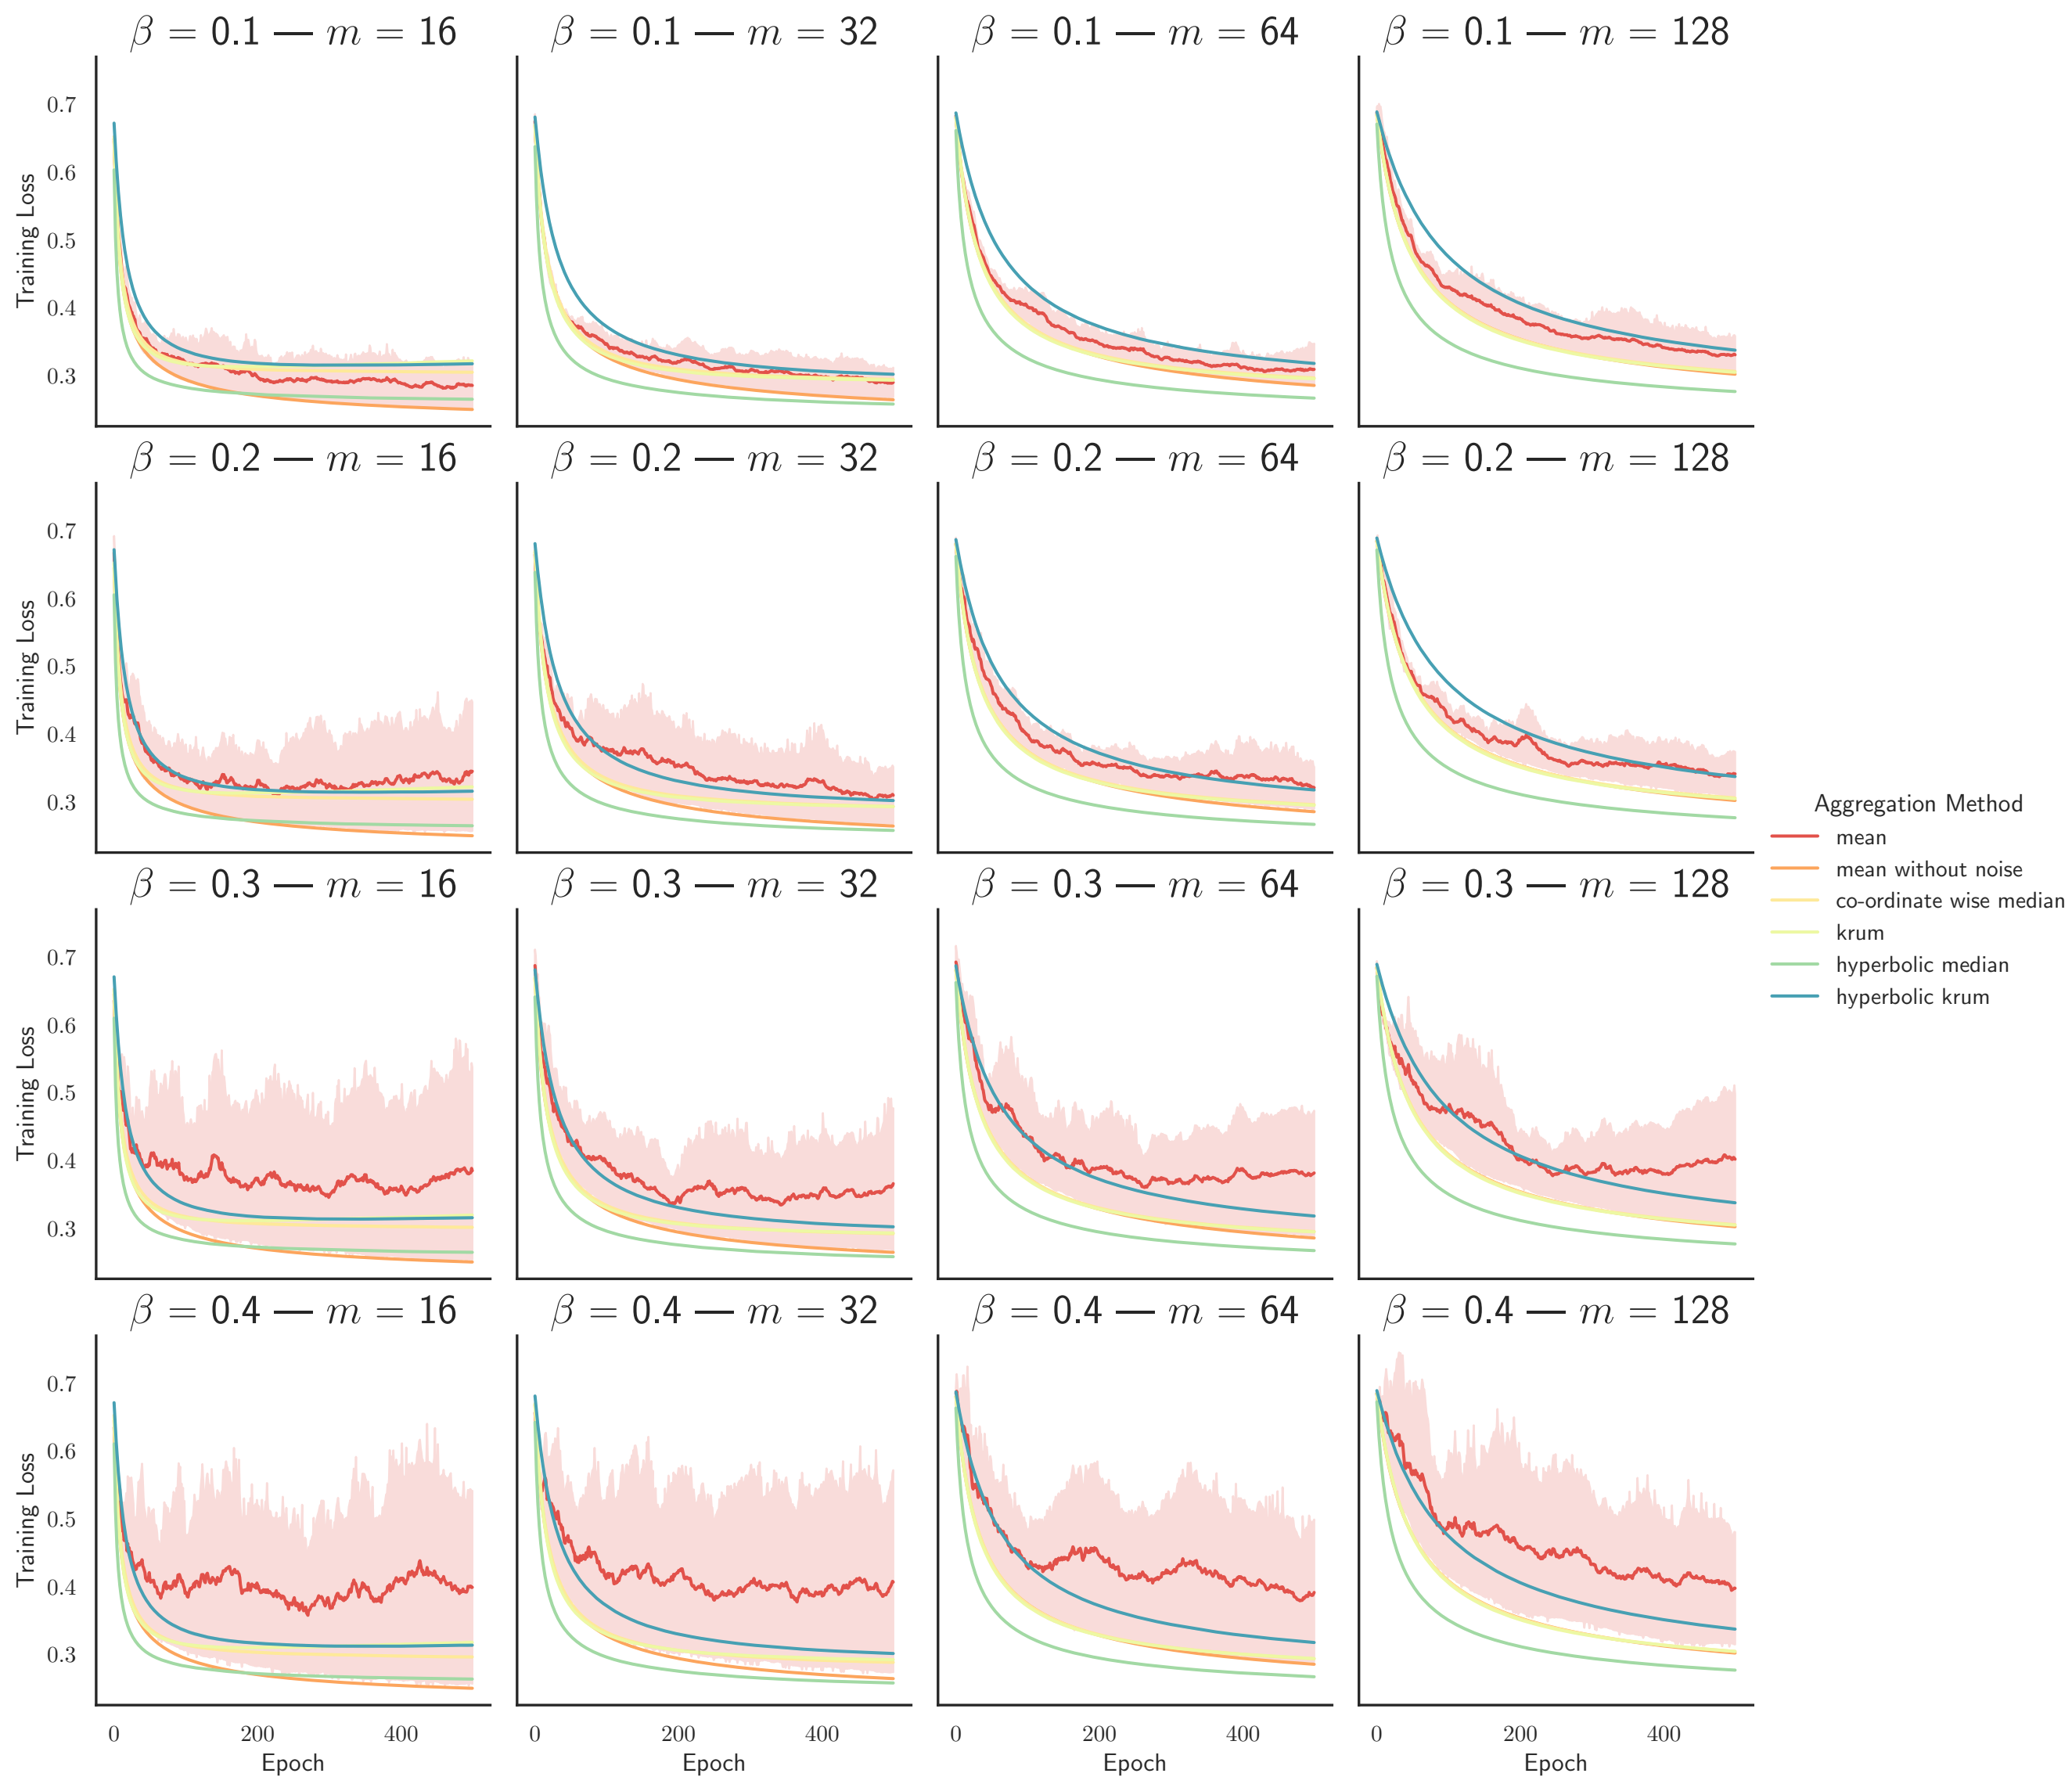 β = 0.1 — m = 16
β = 0.1 — m = 32
β = 0.1 — m = 64
β = 0.1 — m = 128
Training Loss
0.7
0.6
0.5
0.4
0.3
β = 0.2 — m = 16
β = 0.2 — m = 32
β = 0.2 — m = 64
β = 0.2 — m = 128
Training Loss
0.7
0.6
0.5
0.4
0.3
β = 0.3 — m = 16
β = 0.3 — m = 32
β = 0.3 — m = 64
β = 0.3 — m = 128
Training Loss
0.7
0.6
0.5
0.4
0.3
β = 0.4 — m = 16
β = 0.4 — m = 32
β = 0.4 — m = 64
β = 0.4 — m = 128
Training Loss
0.7
0.6
0.5
0.4
0.3
0 200 400
Epoch
0 200 400
Epoch
0 200 400
Epoch
0 200 400
Epoch
Aggregation Method
mean
mean without noise
co-ordinate wise median
krum
hyperbolic median
hyperbolic krum